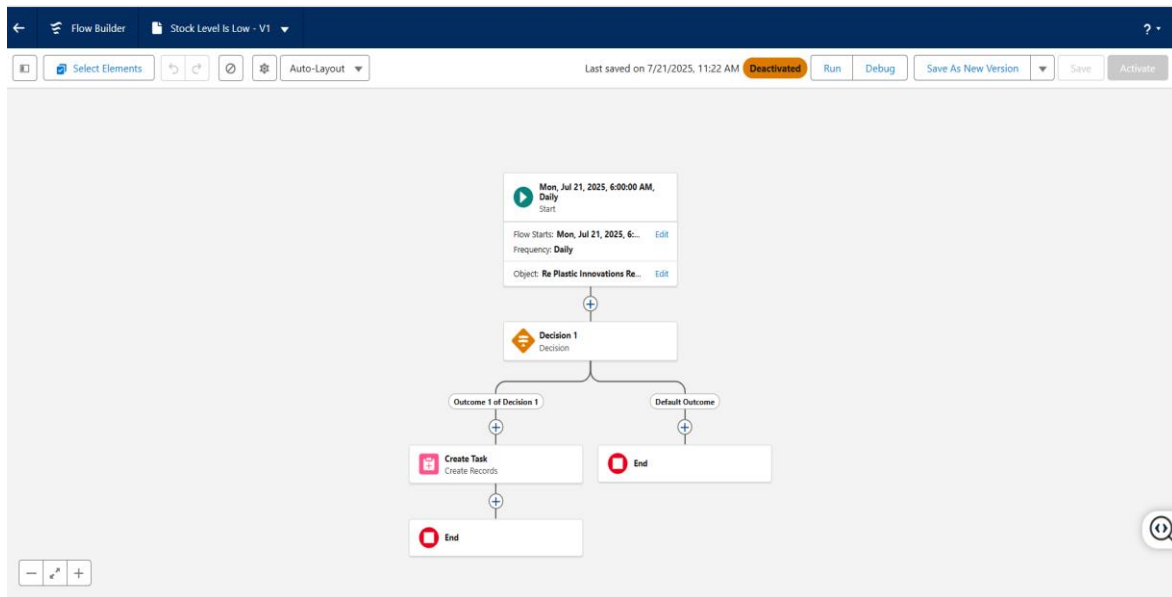 Flow Builder
Stock Level Is Low - V1
?
Select Elements
Auto-Layout
Last saved on 7/21/2025, 11:22 AM
Deactivated
Run
Debug
Save As New Version
Save
Activate
Mon, Jul 21, 2025, 6:00:00 AM,
Daily
Start
Flow Starts: Mon, Jul 21, 2025, 6:... Edit
Frequency: Daily
Object: Re Plastic Innovations Re... Edit
Decision 1
Decision
Outcome 1 of Decision 1
Default Outcome
Create Task
Create Records
End
End